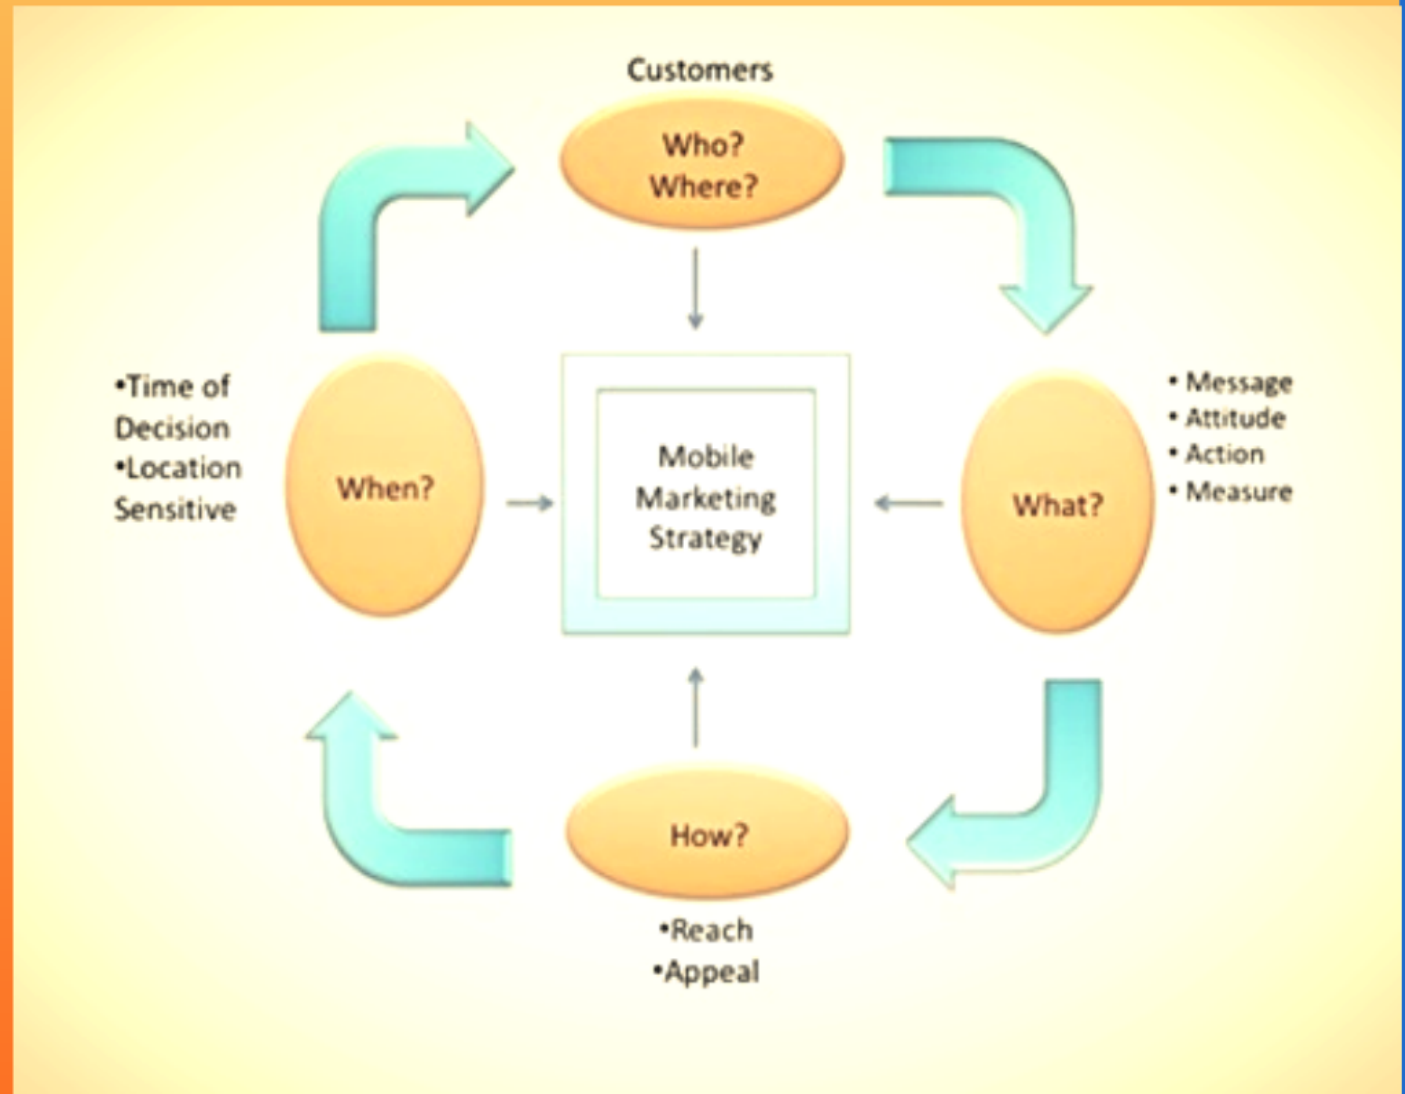 Customers
Who?
Where?
•Time of
Decision
•Location
Sensitive
When?
Mobile
Marketing
Strategy
What?
• Message
• Attitude
• Action
• Measure
How?
•Reach
•Appeal